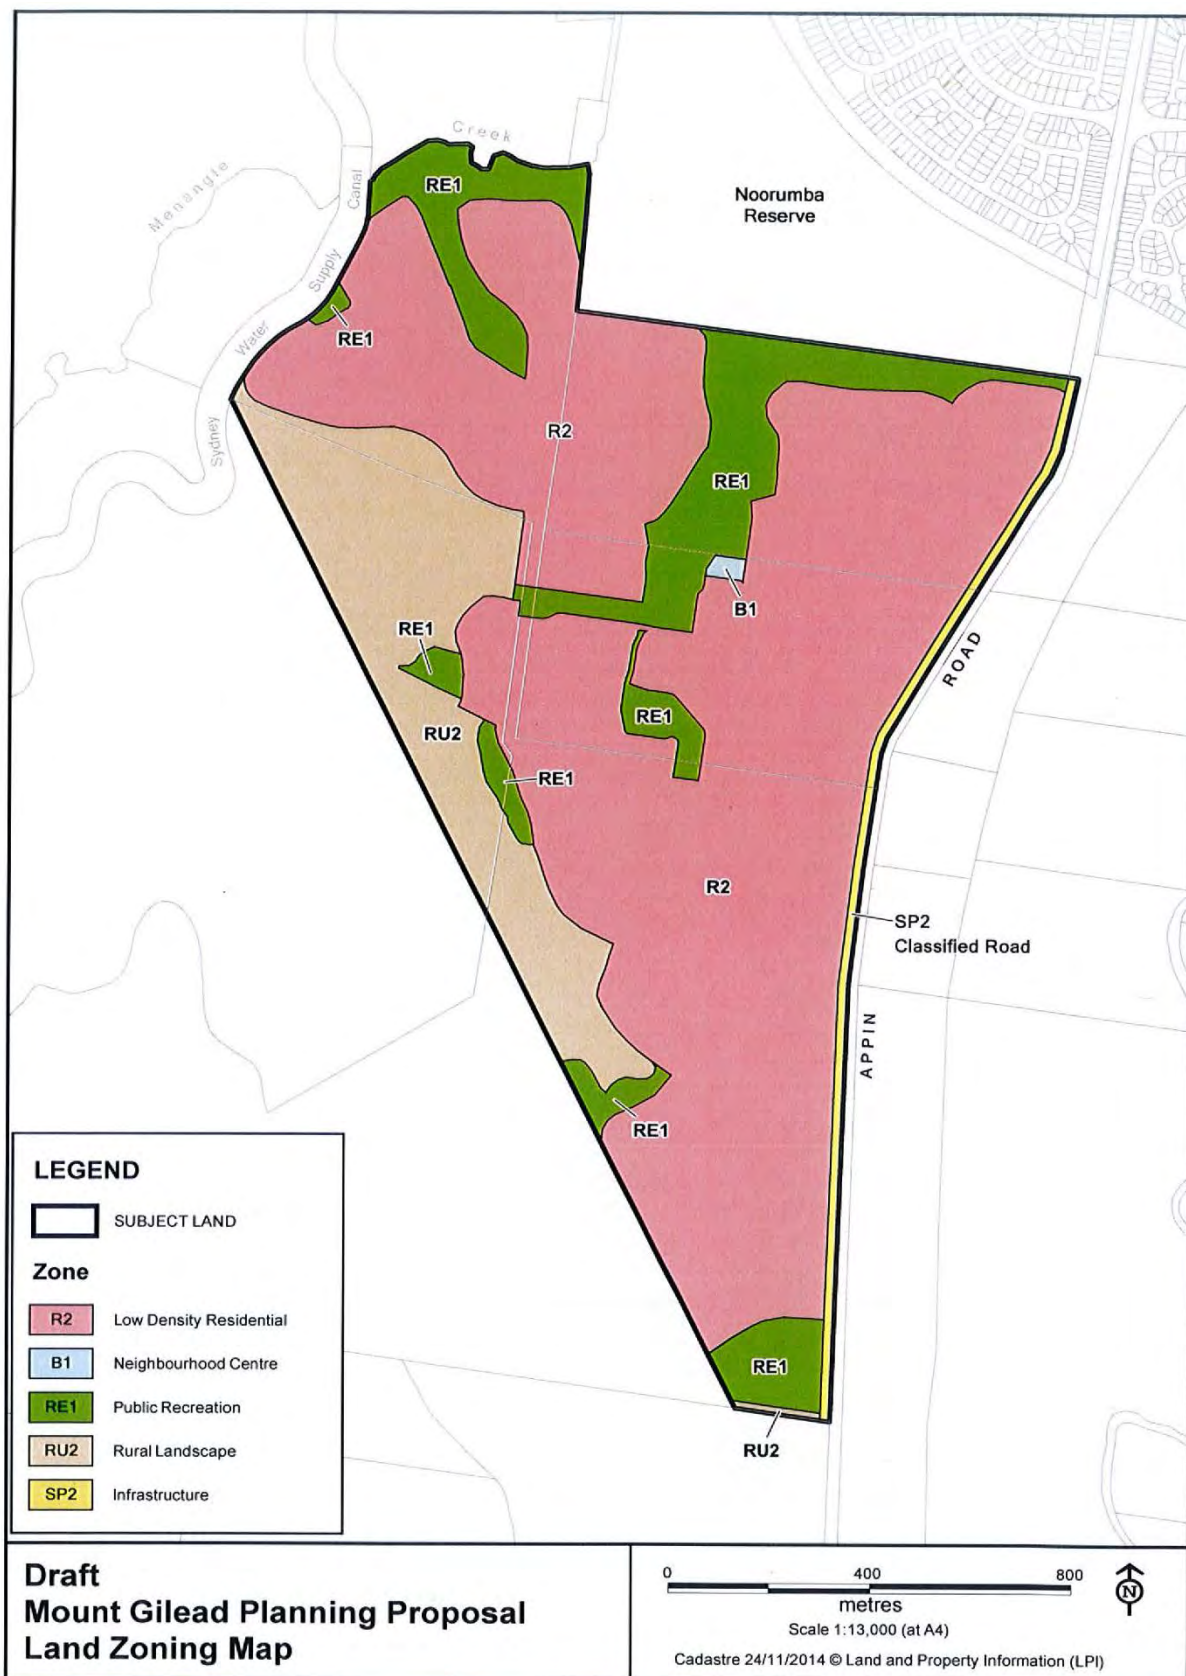 Creek
Menangle
Canal
Supply
Water
Sydney
Noorumba
Reserve
RE1
RE1
R2
RE1
B1
RE1
RU2
RE1
RE1
R2
ROAD
SP2
Classified Road
APPIN
RE1
RE1
RU2
LEGEND
SUBJECT LAND
Zone
R2 Low Density Residential
B1 Neighbourhood Centre
RE1 Public Recreation
RU2 Rural Landscape
SP2 Infrastructure
Draft
Mount Gilead Planning Proposal
Land Zoning Map
0 400 800
metres
Scale 1:13,000 (at A4)
N
Cadastre 24/11/2014 © Land and Property Information (LPI)